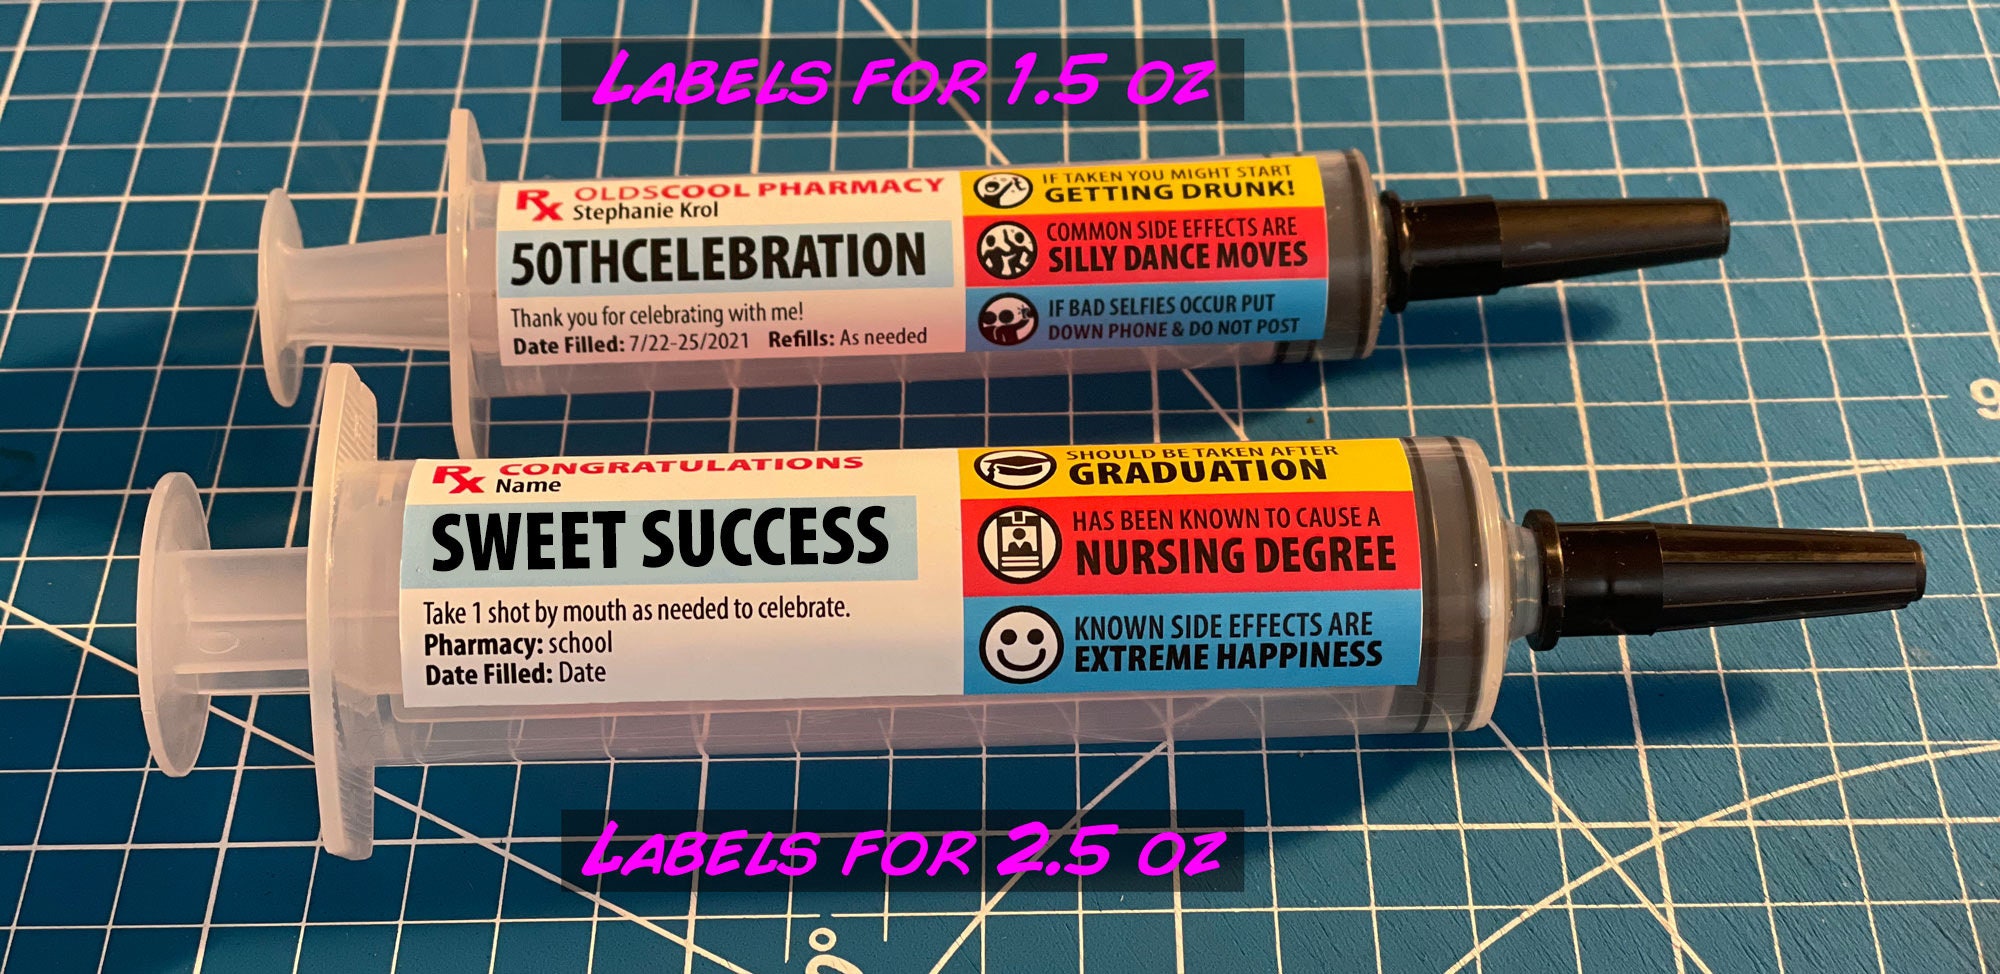 LABELS FOR 1.5 OZ
Rx OLDSCOOL PHARMACY
Stephanie Krol
50THCELEBRATION
Thank you for celebrating with me!
Date Filled: 7/22-25/2021 Refills: As needed
IF TAKEN YOU MIGHT START
GETTING DRUNK!
COMMON SIDE EFFECTS ARE
SILLY DANCE MOVES
IF BAD SELFIES OCCUR PUT
DOWN PHONE & DO NOT POST
9
Rx CONGRATULATIONS
Name
SWEET SUCCESS
Take 1 shot by mouth as needed to celebrate.
Pharmacy: school
Date Filled: Date
SHOULD BE TAKEN AFTER
GRADUATION
HAS BEEN KNOWN TO CAUSE A
NURSING DEGREE
KNOWN SIDE EFFECTS ARE
EXTREME HAPPINESS
LABELS FOR 2.5 OZ